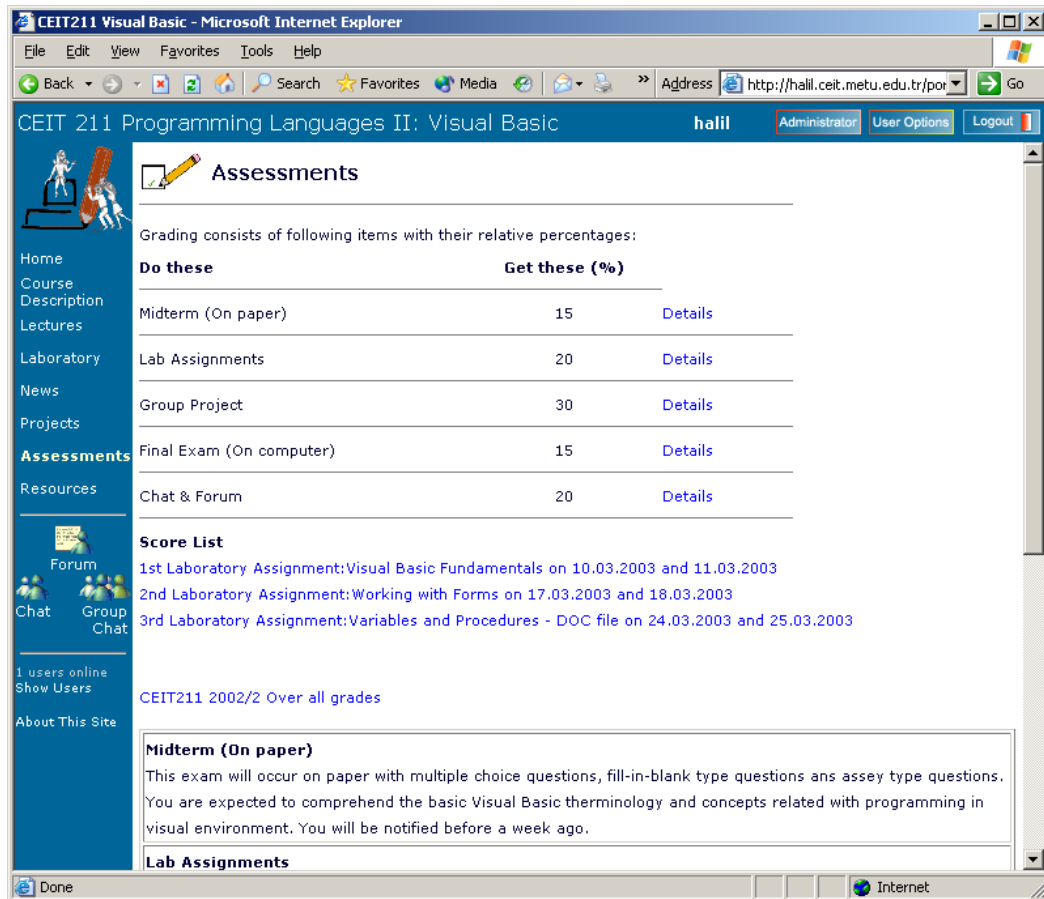 CEIT211 Visual Basic - Microsoft Internet Explorer
File Edit View Favorites Tools Help
Back Search Favorites Media » Address http://halil.ceit.metu.edu.tr/por Go
CEIT 211 Programming Languages II: Visual Basic halil Administrator User Options Logout
Home
Course
Description
Lectures
Laboratory
News
Projects
Assessments
Resources
Forum
Chat Group
Chat
1 users online
Show Users
About This Site
Assessments
Grading consists of following items with their relative percentages:
Do these Get these (%)
Midterm (On paper) 15 Details
Lab Assignments 20 Details
Group Project 30 Details
Final Exam (On computer) 15 Details
Chat & Forum 20 Details
Score List
1st Laboratory Assignment:Visual Basic Fundamentals on 10.03.2003 and 11.03.2003
2nd Laboratory Assignment:Working with Forms on 17.03.2003 and 18.03.2003
3rd Laboratory Assignment:Variables and Procedures - DOC file on 24.03.2003 and 25.03.2003
CEIT211 2002/2 Over all grades
Midterm (On paper)
This exam will occur on paper with multiple choice questions, fill-in-blank type questions ans assey type questions.
You are expected to comprehend the basic Visual Basic therminology and concepts related with programming in
visual environment. You will be notified before a week ago.
Lab Assignments
Done Internet